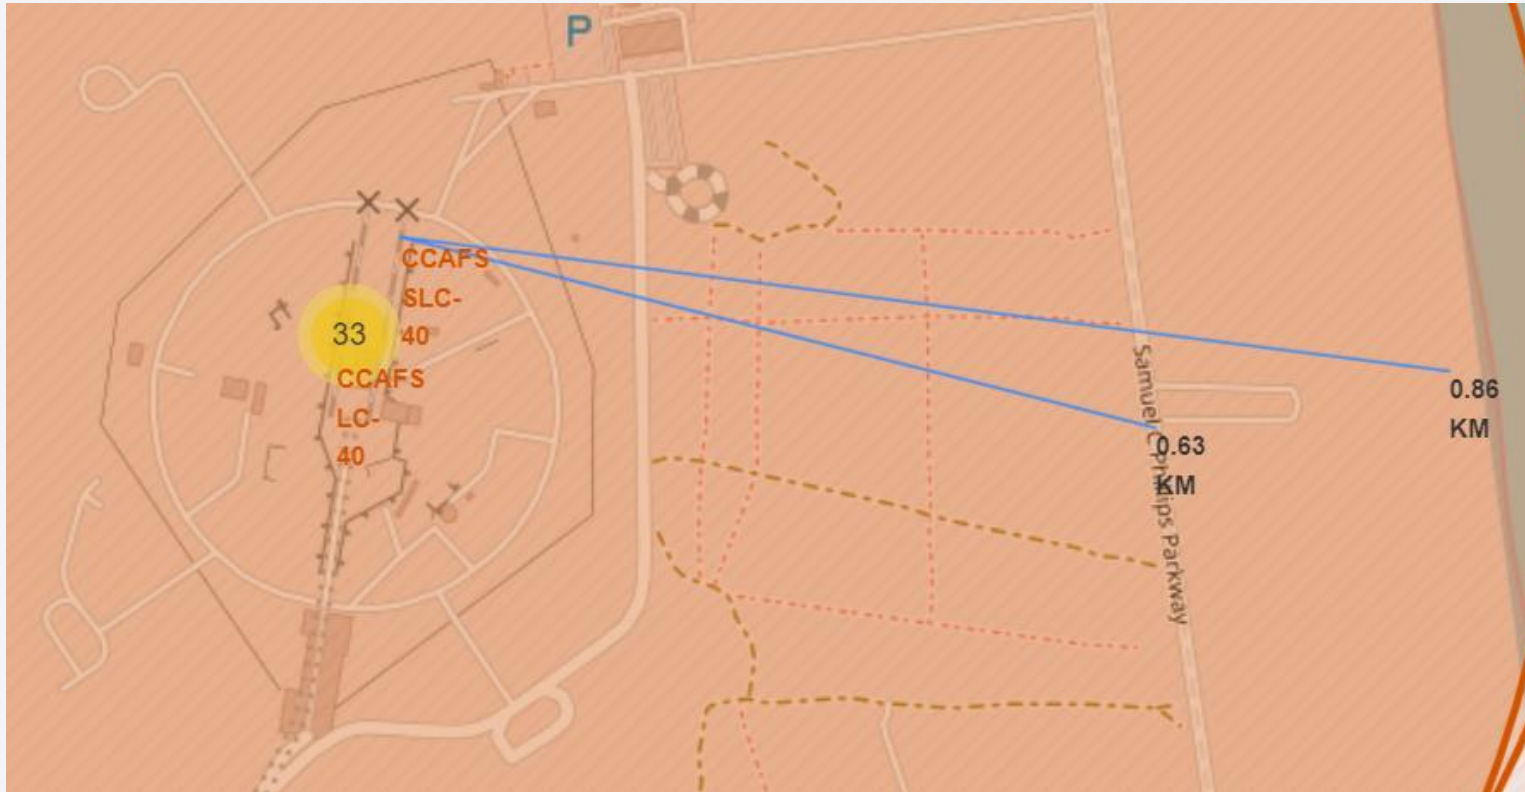 P
CCAFS
SLC-
40
33
CCAFS
LC-
40
Samuel C Phillips Parkway
0.86
KM
0.63
KM